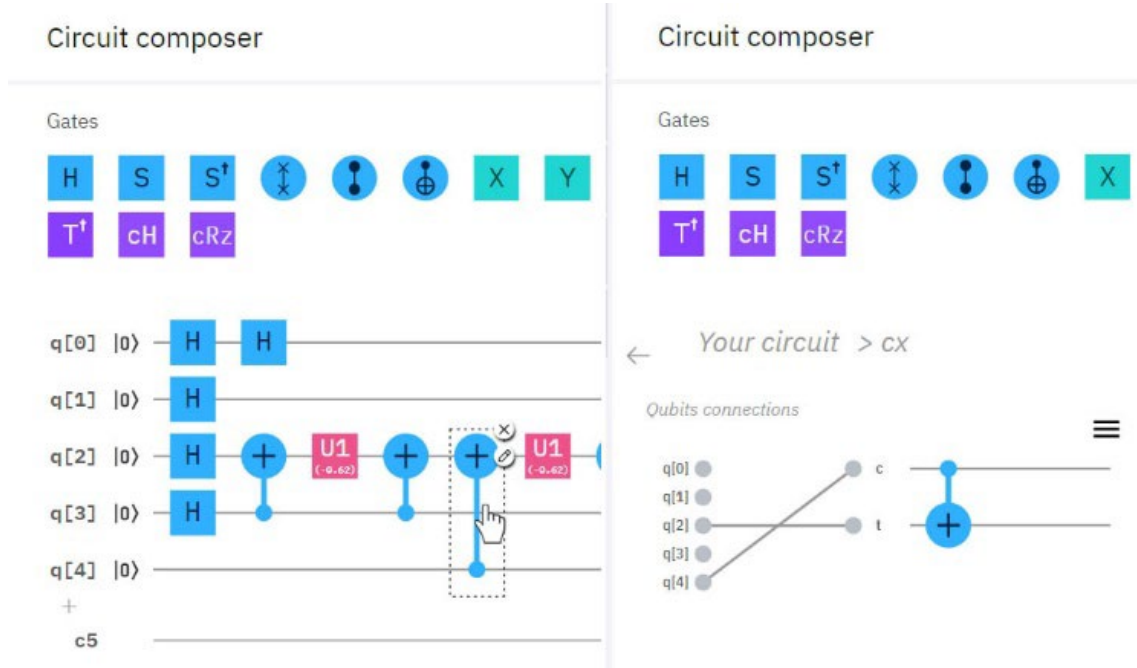 Circuit composer
Gates
H S S† X Y
T† cH cRz
q[0] |0⟩ H H
q[1] |0⟩ H
q[2] |0⟩ H + U1 (-0.62) + + U1 (-0.62)
q[3] |0⟩ H
q[4] |0⟩
+
c5
Circuit composer
Gates
H S S† X
T† cH cRz
← Your circuit > cx
Qubits connections
q[0] c
q[1]
q[2] t +
q[3]
q[4]